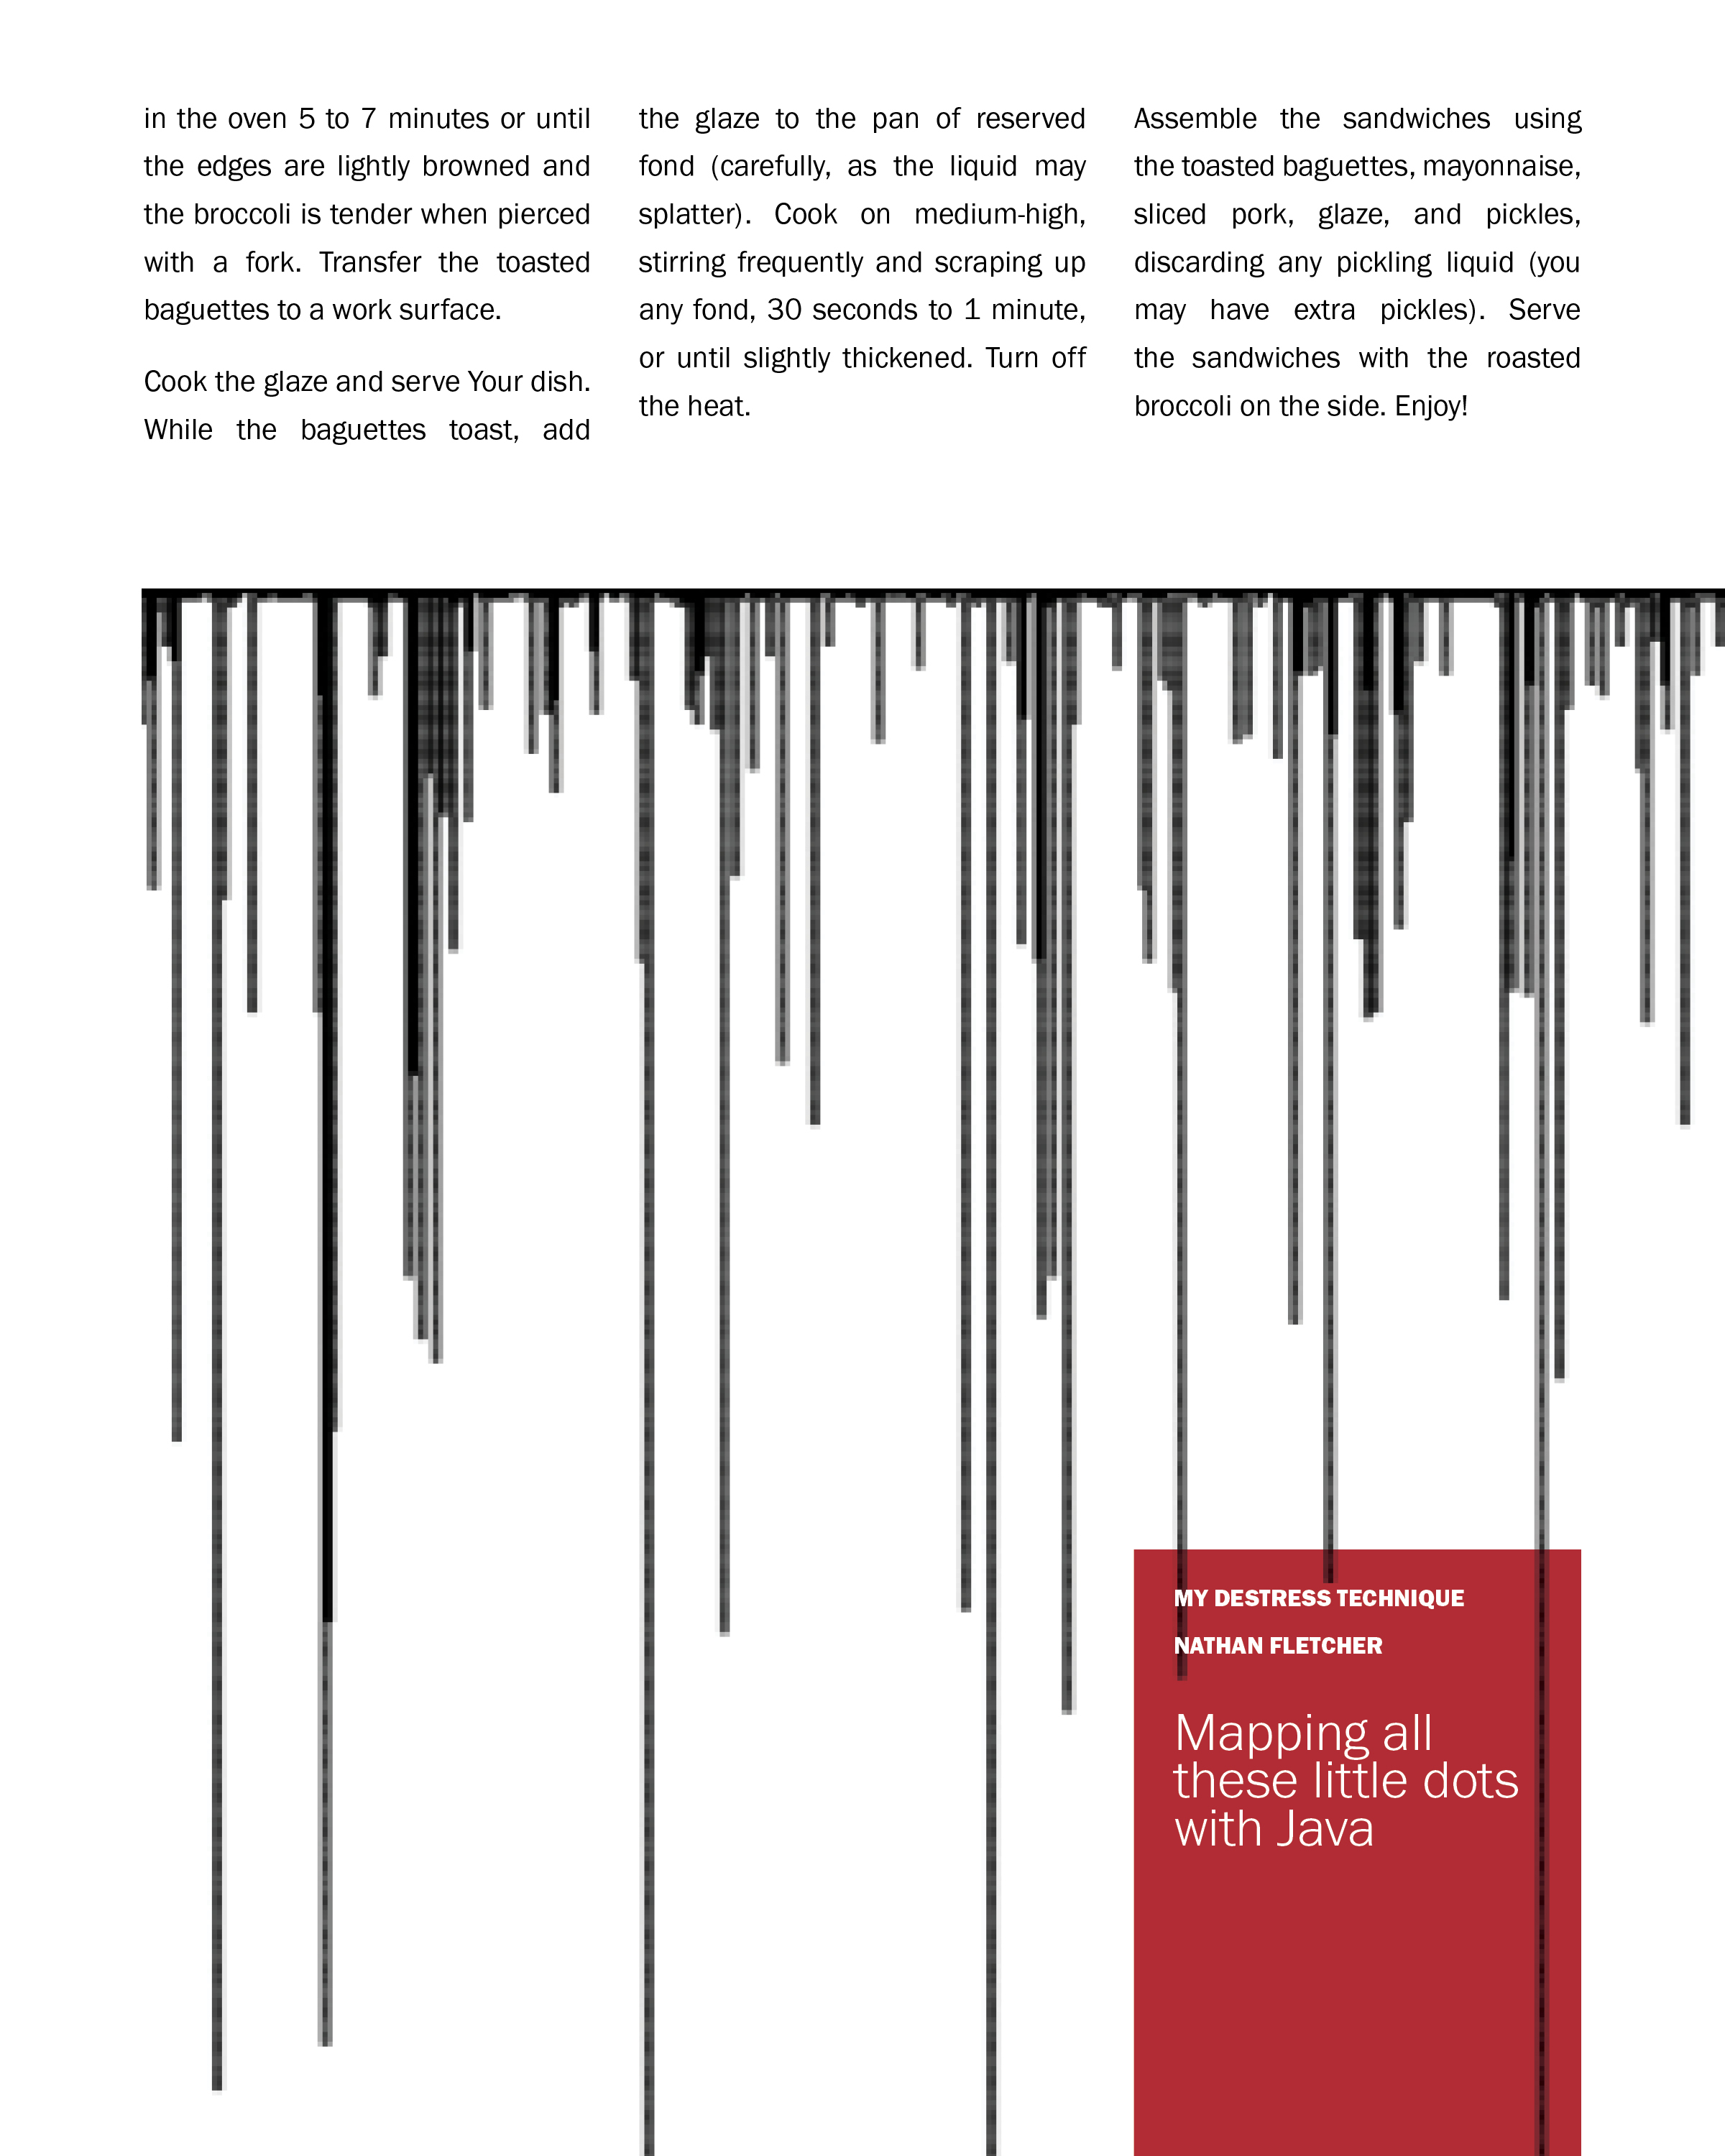 in the oven 5 to 7 minutes or until
the edges are lightly browned and
the broccoli is tender when pierced
with a fork. Transfer the toasted
baguettes to a work surface.
Cook the glaze and serve Your dish.
While the baguettes toast, add
the glaze to the pan of reserved
fond (carefully, as the liquid may
splatter). Cook on medium-high,
stirring frequently and scraping up
any fond, 30 seconds to 1 minute,
or until slightly thickened. Turn off
the heat.
Assemble the sandwiches using
the toasted baguettes, mayonnaise,
sliced pork, glaze, and pickles,
discarding any pickling liquid (you
may have extra pickles). Serve
the sandwiches with the roasted
broccoli on the side. Enjoy!
MY DESTRESS TECHNIQUE
NATHAN FLETCHER
Mapping all
these little dots
with Java